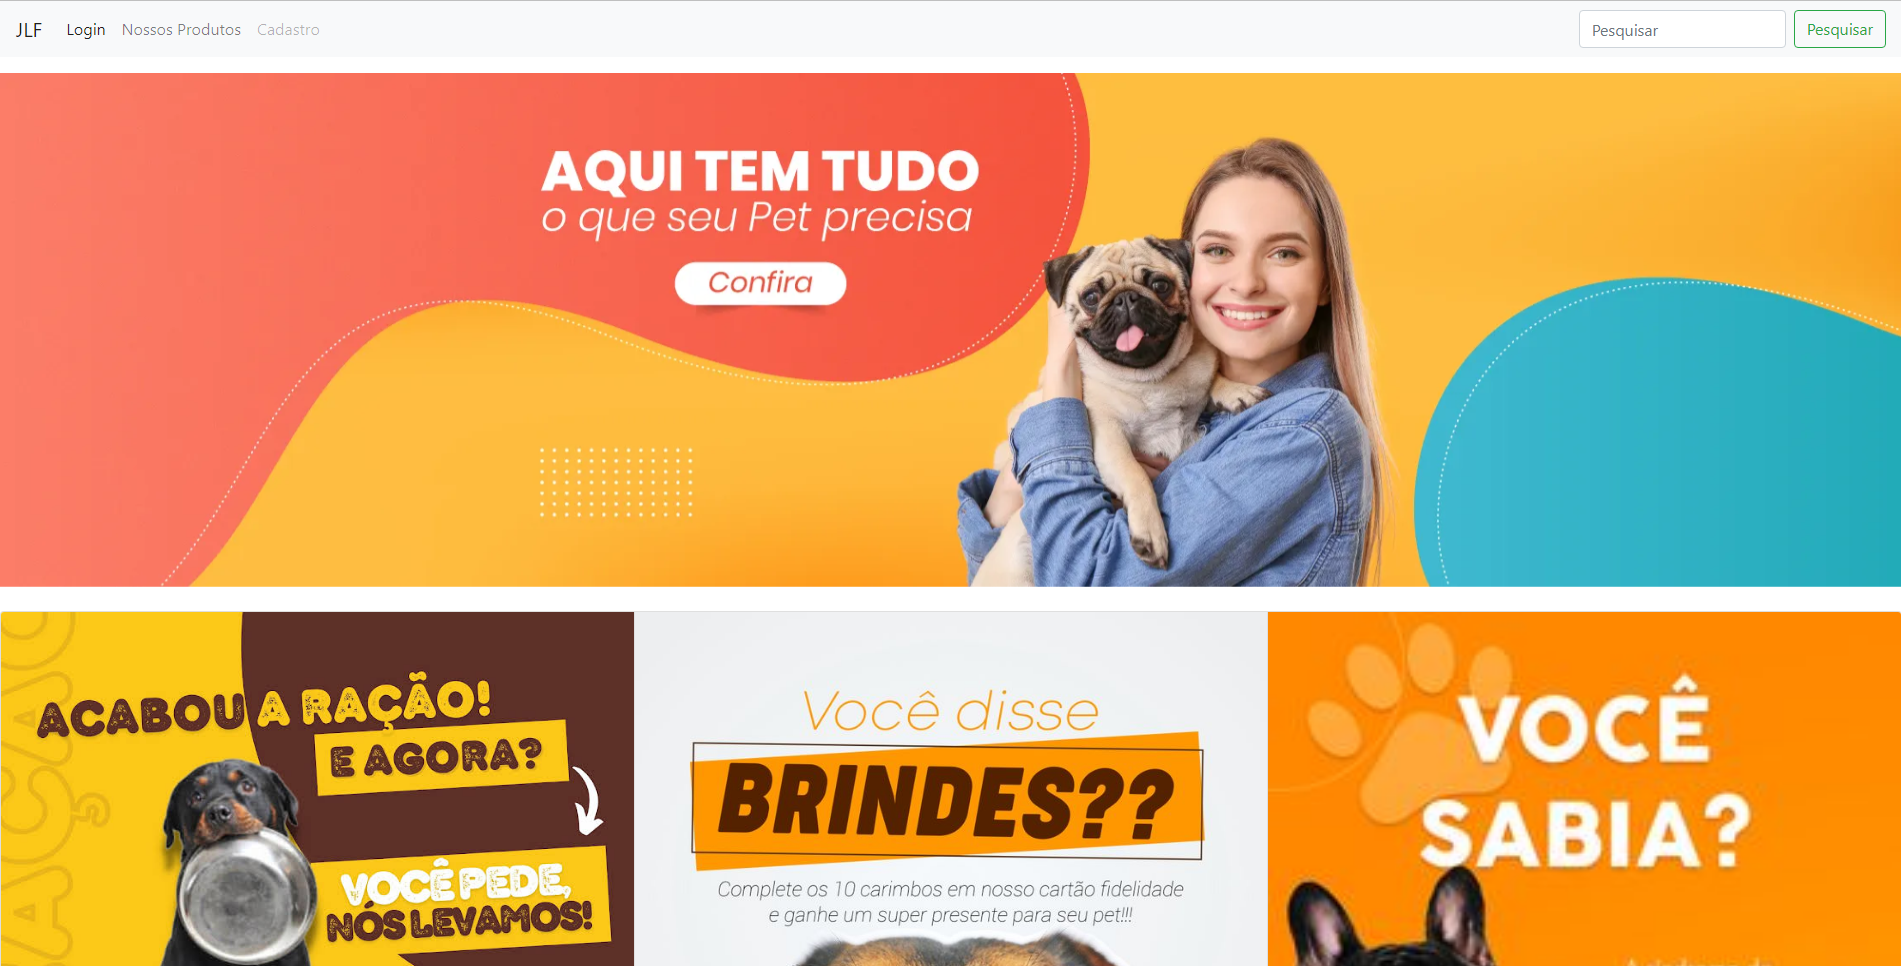 JLF
Login
Nossos Produtos
Cadastro
Pesquisar
Pesquisar
AQUI TEM TUDO
o que seu Pet precisa
Confira
ACABOU A RAÇÃO!
E AGORA?
VOCÊ PEDE,
NÓS LEVAMOS!
Você disse
BRINDES??
Complete os 10 carimbos em nosso cartão fidelidade
e ganhe um super presente para seu pet!!!
VOCÊ
SABIA?